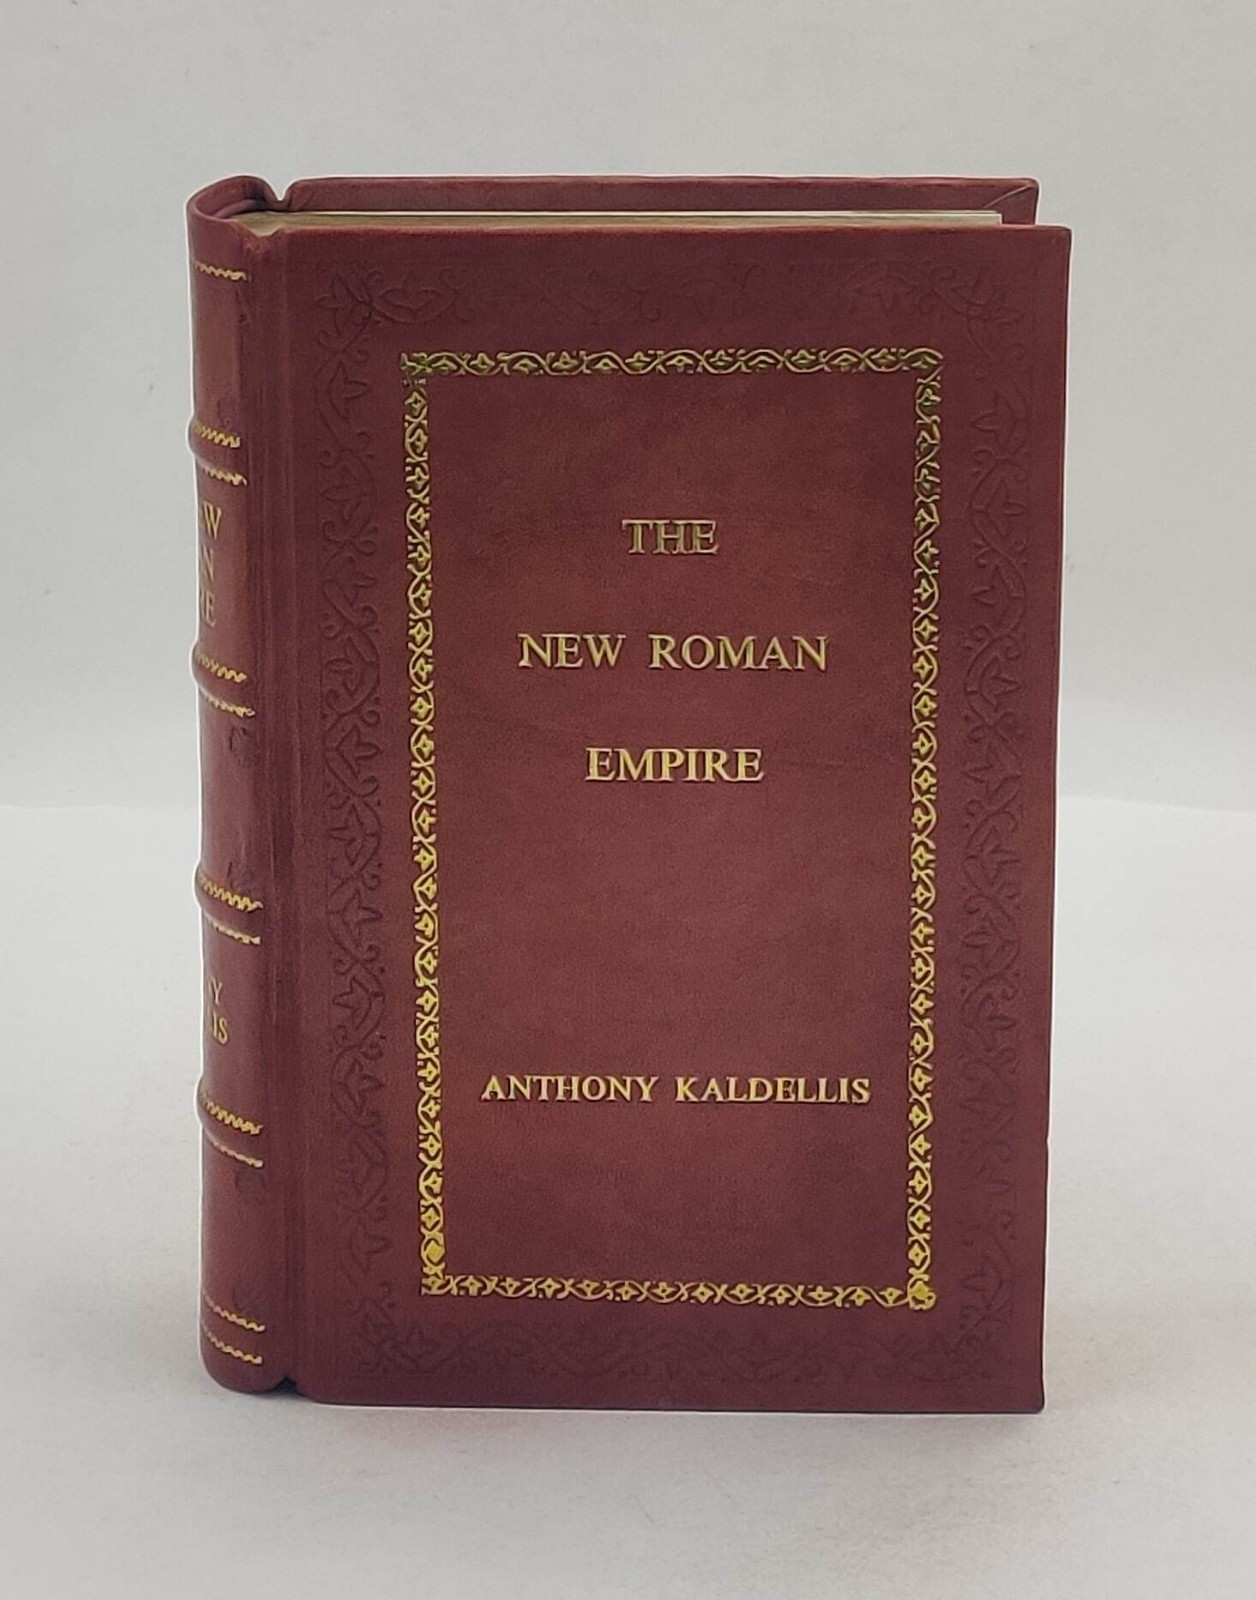 THE
NEW ROMAN
EMPIRE
ANTHONY KALDELLIS